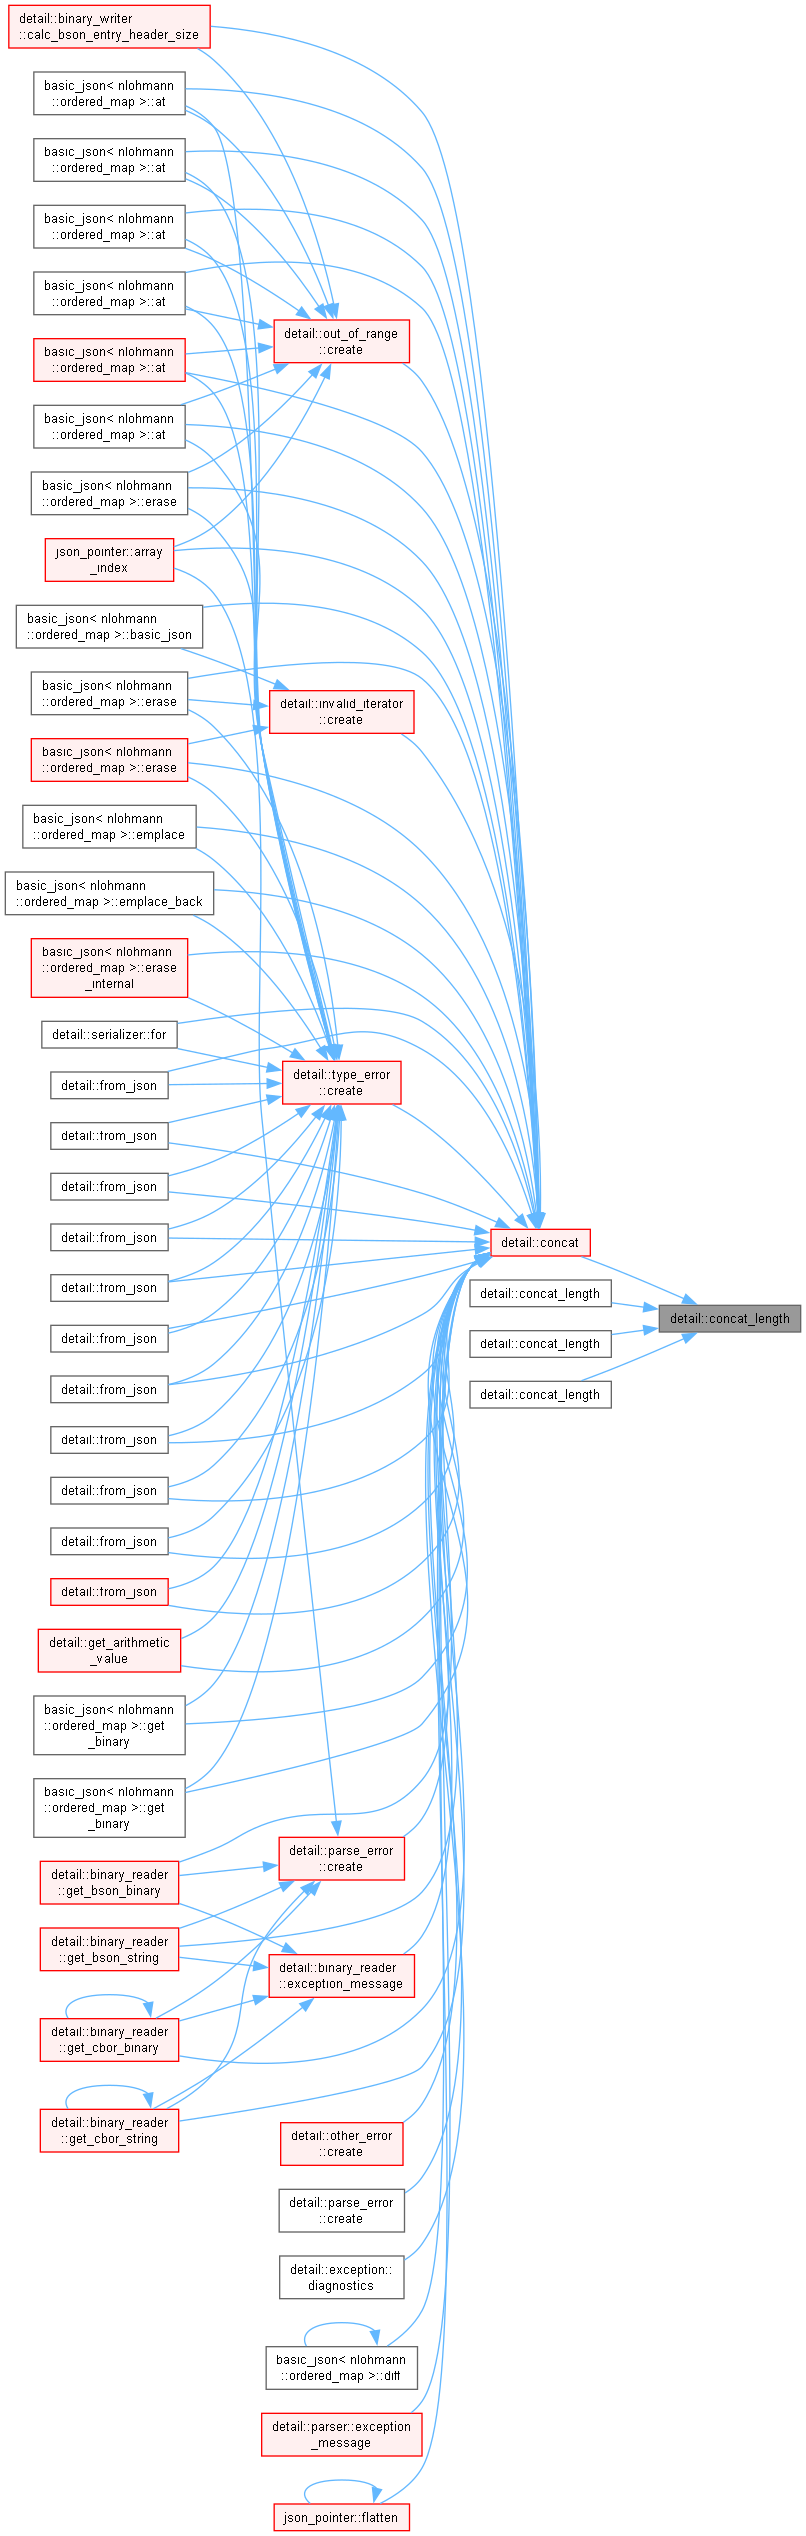 detail::binary_writer
::calc_bson_entry_header_size
basic_json< nlohmann
::ordered_map >::at
basic_json< nlohmann
::ordered_map >::at
basic_json< nlohmann
::ordered_map >::at
basic_json< nlohmann
::ordered_map >::at
detail::out_of_range
::create
basic_json< nlohmann
::ordered_map >::at
basic_json< nlohmann
::ordered_map >::at
basic_json< nlohmann
::ordered_map >::erase
json_pointer::array
_index
basic_json< nlohmann
::ordered_map >::basic_json
basic_json< nlohmann
::ordered_map >::erase
detail::invalid_iterator
::create
basic_json< nlohmann
::ordered_map >::erase
basic_json< nlohmann
::ordered_map >::emplace
basic_json< nlohmann
::ordered_map >::emplace_back
basic_json< nlohmann
::ordered_map >::erase
_internal
detail::serializer::for
detail::type_error
::create
detail::from_json
detail::from_json
detail::from_json
detail::from_json
detail::concat
detail::from_json
detail::concat_length
detail::concat_length
detail::from_json
detail::concat_length
detail::from_json
detail::concat_length
detail::from_json
detail::from_json
detail::from_json
detail::from_json
detail::get_arithmetic
_value
basic_json< nlohmann
::ordered_map >::get
_binary
basic_json< nlohmann
::ordered_map >::get
_binary
detail::parse_error
::create
detail::binary_reader
::get_bson_binary
detail::binary_reader
::get_bson_string
detail::binary_reader
::exception_message
detail::binary_reader
::get_cbor_binary
detail::binary_reader
::get_cbor_string
detail::other_error
::create
detail::parse_error
::create
detail::exception::
diagnostics
basic_json< nlohmann
::ordered_map >::diff
detail::parser::exception
_message
json_pointer::flatten